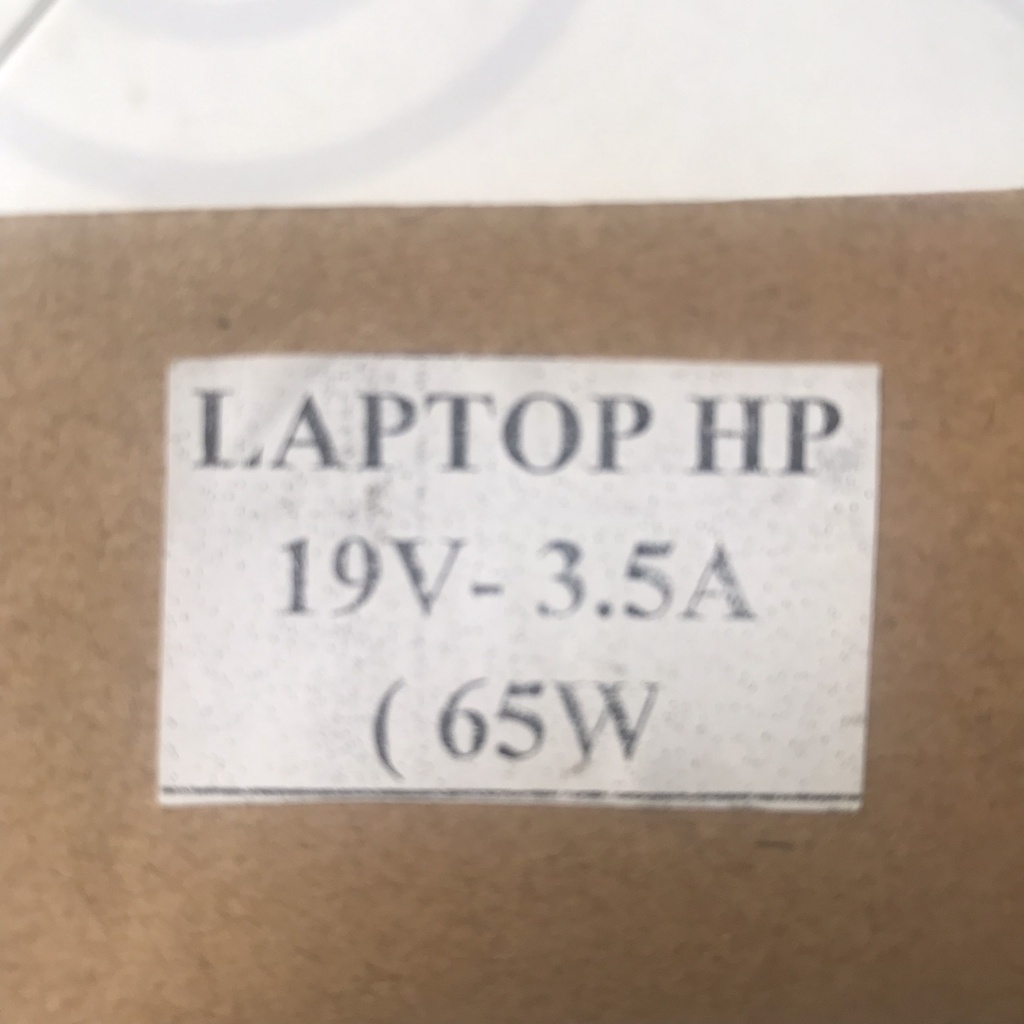 LAPTOP HP
19V- 3.5A
( 65W